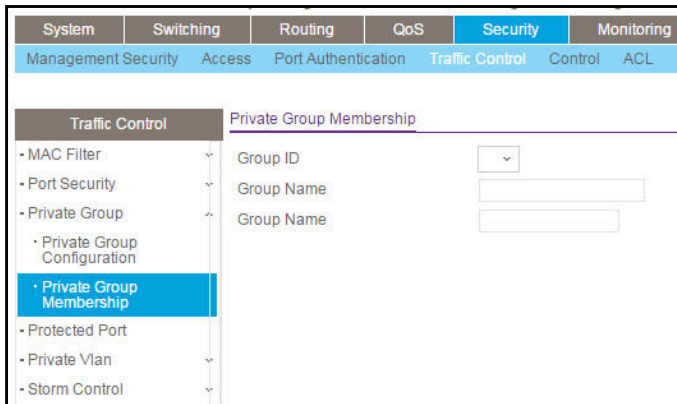 System Switching Routing QoS Security Monitoring
Management Security Access Port Authentication Traffic Control Control ACL
Traffic Control
MAC Filter
Port Security
Private Group
Private Group
Configuration
Private Group
Membership
Protected Port
Private Vlan
Storm Control
Private Group Membership
Group ID
Group Name
Group Name